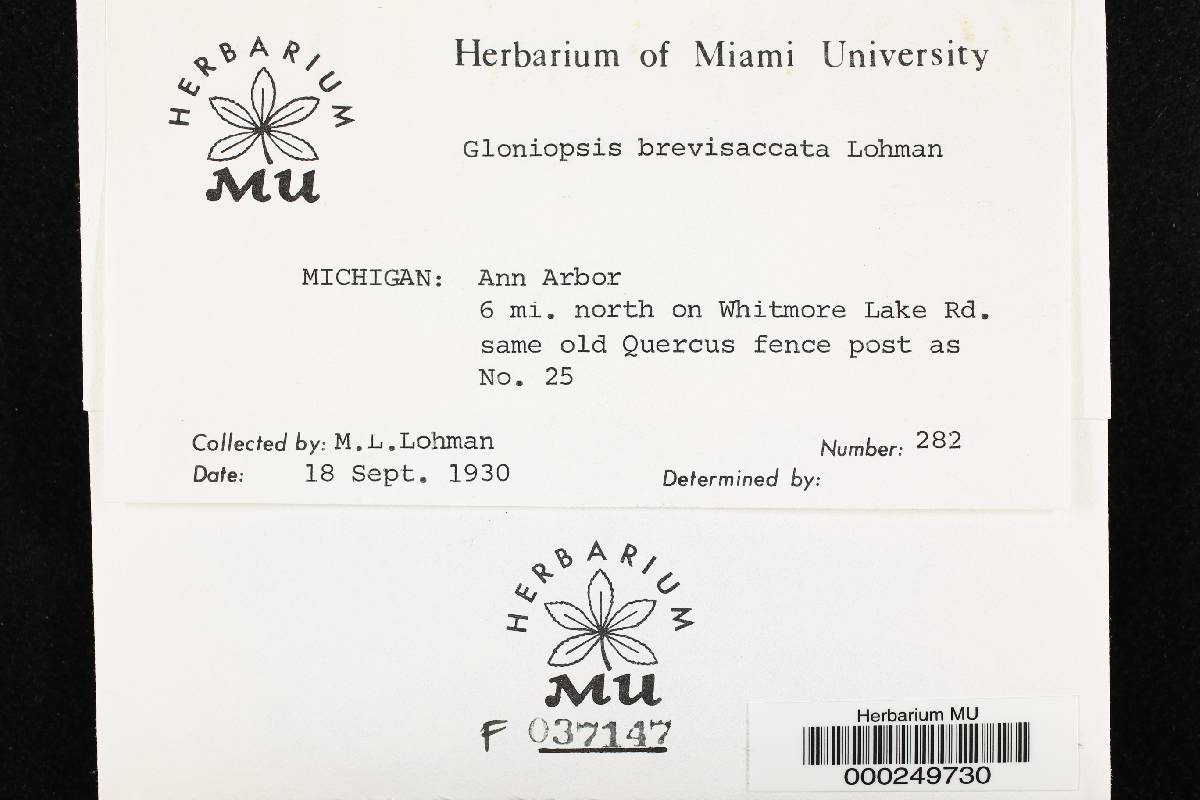 HERBARIUM
MU
Herbarium of Miami University
Gloniopsis brevisaccata Lohman
MICHIGAN: Ann Arbor
6 mi. north on Whitmore Lake Rd.
same old Quercus fence post as
No. 25
Collected by: M.L.Lohman
Number: 282
Date: 18 Sept. 1930
Determined by:
HERBARIUM
MU
F 037147
Herbarium MU
000249730